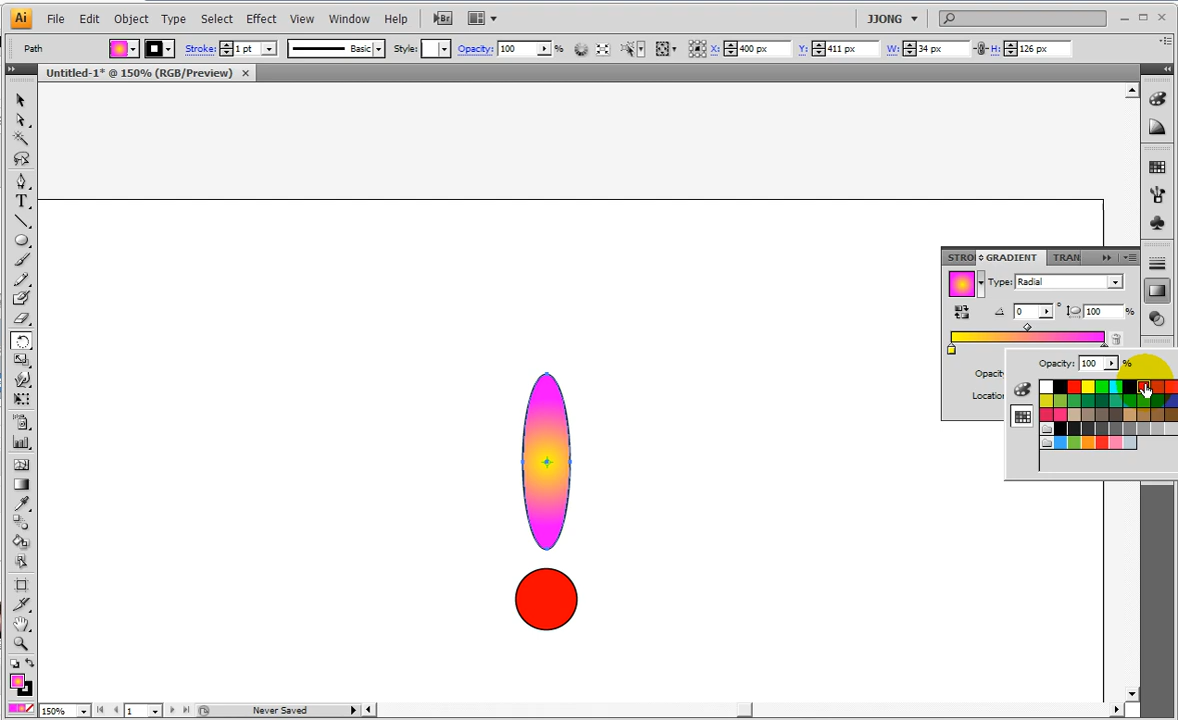 Ai File Edit Object Type Select Effect View Window Help Br JJONG
Path Stroke: 1 pt Basic Style: Opacity: 100 % X: 400 px Y: 411 px W: 34 px H: 126 px
Untitled-1* @ 150% (RGB/Preview) ×
STRO GRADIENT TRAN
Type: Radial
0 ° 100 %
Opacity: 100 %
Opacit
Locatio
T
150% 1 Never Saved